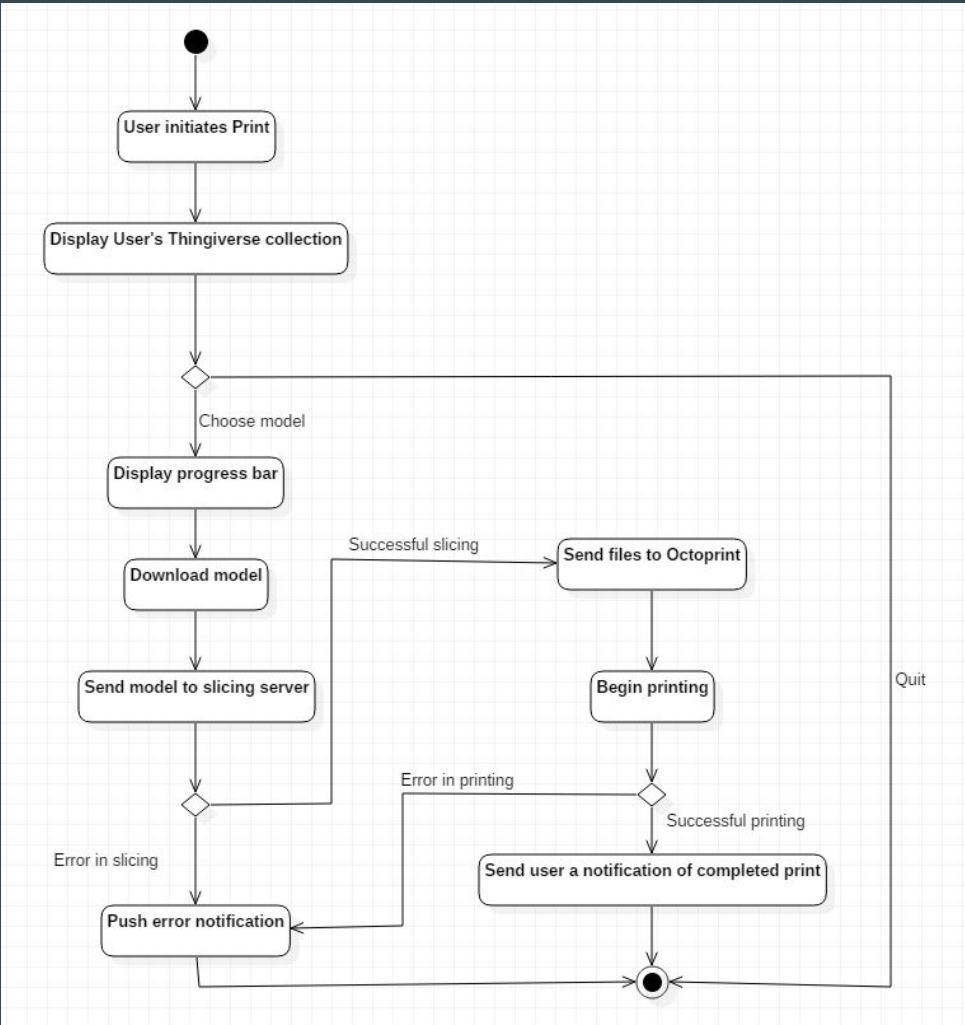 User initiates Print
Display User's Thingiverse collection
Choose model
Display progress bar
Successful slicing
Send files to Octoprint
Download model
Quit
Send model to slicing server
Begin printing
Error in printing
Successful printing
Error in slicing
Send user a notification of completed print
Push error notification